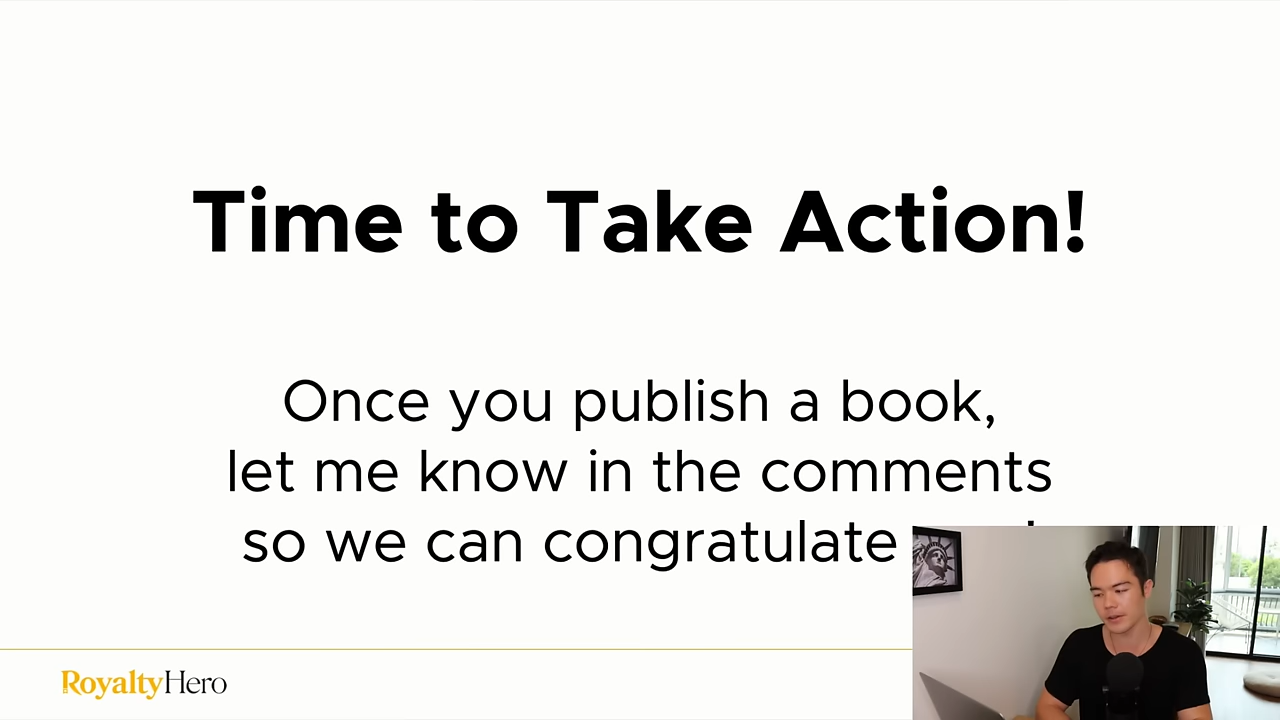 Time to Take Action!
Once you publish a book,
let me know in the comments
so we can congratulate
RoyaltyHero